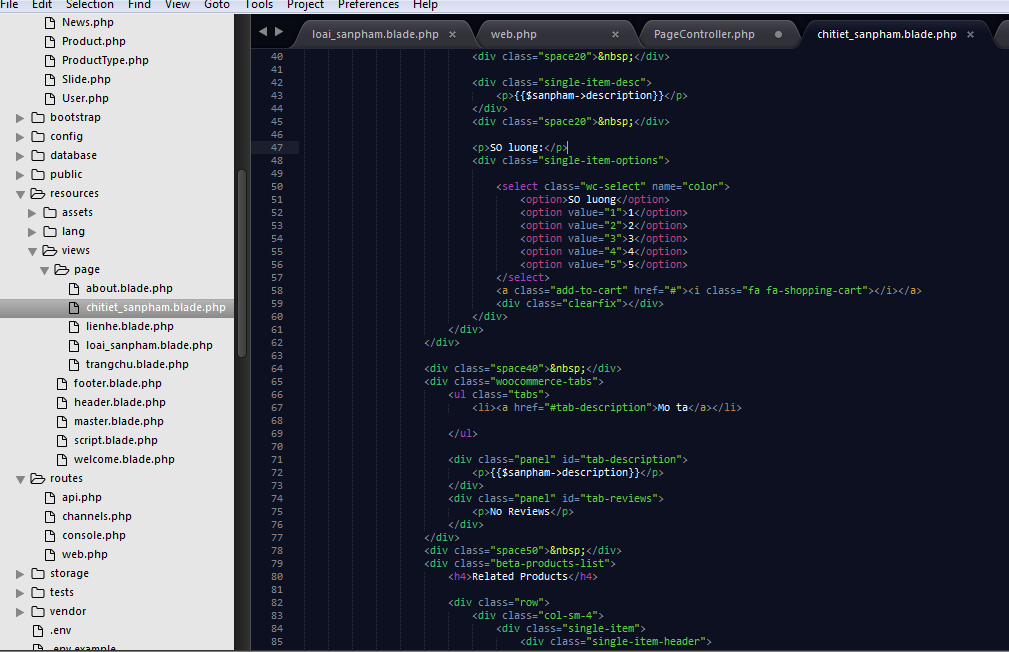 File Edit Selection Find View Goto Tools Project Preferences Help
News.php
Product.php
ProductType.php
Slide.php
User.php
bootstrap
config
database
public
resources
assets
lang
views
page
about.blade.php
chitiet_sanpham.blade.php
lienhe.blade.php
loai_sanpham.blade.php
trangchu.blade.php
footer.blade.php
header.blade.php
master.blade.php
script.blade.php
welcome.blade.php
routes
api.php
channels.php
console.php
web.php
storage
tests
vendor
.env
.env.example
loai_sanpham.blade.php × web.php × PageController.php chitiet_sanpham.blade.php ×
40 <div class="space20">&nbsp;</div>
41
42 <div class="single-item-desc">
43 <p>{{$sanpham->description}}</p>
44 </div>
45 <div class="space20">&nbsp;</div>
46
47 <p>SO luong:</p>
48 <div class="single-item-options">
49
50 <select class="wc-select" name="color">
51 <option>SO luong</option>
52 <option value="1">1</option>
53 <option value="2">2</option>
54 <option value="3">3</option>
55 <option value="4">4</option>
56 <option value="5">5</option>
57 </select>
58 <a class="add-to-cart" href="#"><i class="fa fa-shopping-cart"></i></a>
59 <div class="clearfix"></div>
60 </div>
61 </div>
62 </div>
63
64 <div class="space40">&nbsp;</div>
65 <div class="woocommerce-tabs">
66 <ul class="tabs">
67 <li><a href="#tab-description">Mo ta</a></li>
68
69 </ul>
70
71 <div class="panel" id="tab-description">
72 <p>{{$sanpham->description}}</p>
73 </div>
74 <div class="panel" id="tab-reviews">
75 <p>No Reviews</p>
76 </div>
77 </div>
78 <div class="space50">&nbsp;</div>
79 <div class="beta-products-list">
80 <h4>Related Products</h4>
81
82 <div class="row">
83 <div class="col-sm-4">
84 <div class="single-item">
85 <div class="single-item-header">